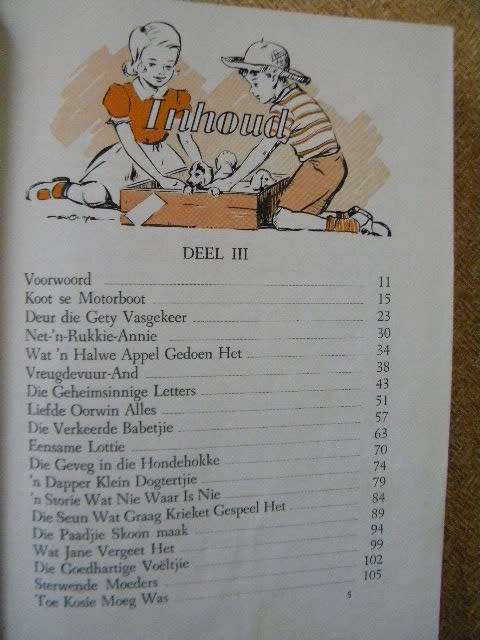 Inhoud
DEEL III
Voorwoord 11
Koot se Motorboot 15
Deur die Gety Vasgekeer 23
Net-'n-Rukkie-Annie 30
Wat 'n Halwe Appel Gedoen Het 34
Vreugdevuur-And 38
Die Geheimsinnige Letters 43
Liefde Oorwin Alles 51
Die Verkeerde Babetjie 57
Eensame Lottie 63
Die Geveg in die Hondehokke 70
'n Dapper Klein Dogtertjie 74
'n Storie Wat Nie Waar Is Nie 79
Die Seun Wat Graag Krieket Gespeel Het 84
Die Paadjie Skoon maak 89
Wat Jane Vergeet Het 94
Die Goedhartige Voëltjie 99
Sterwende Moeders 102
Toe Kosie Moeg Was 105
5